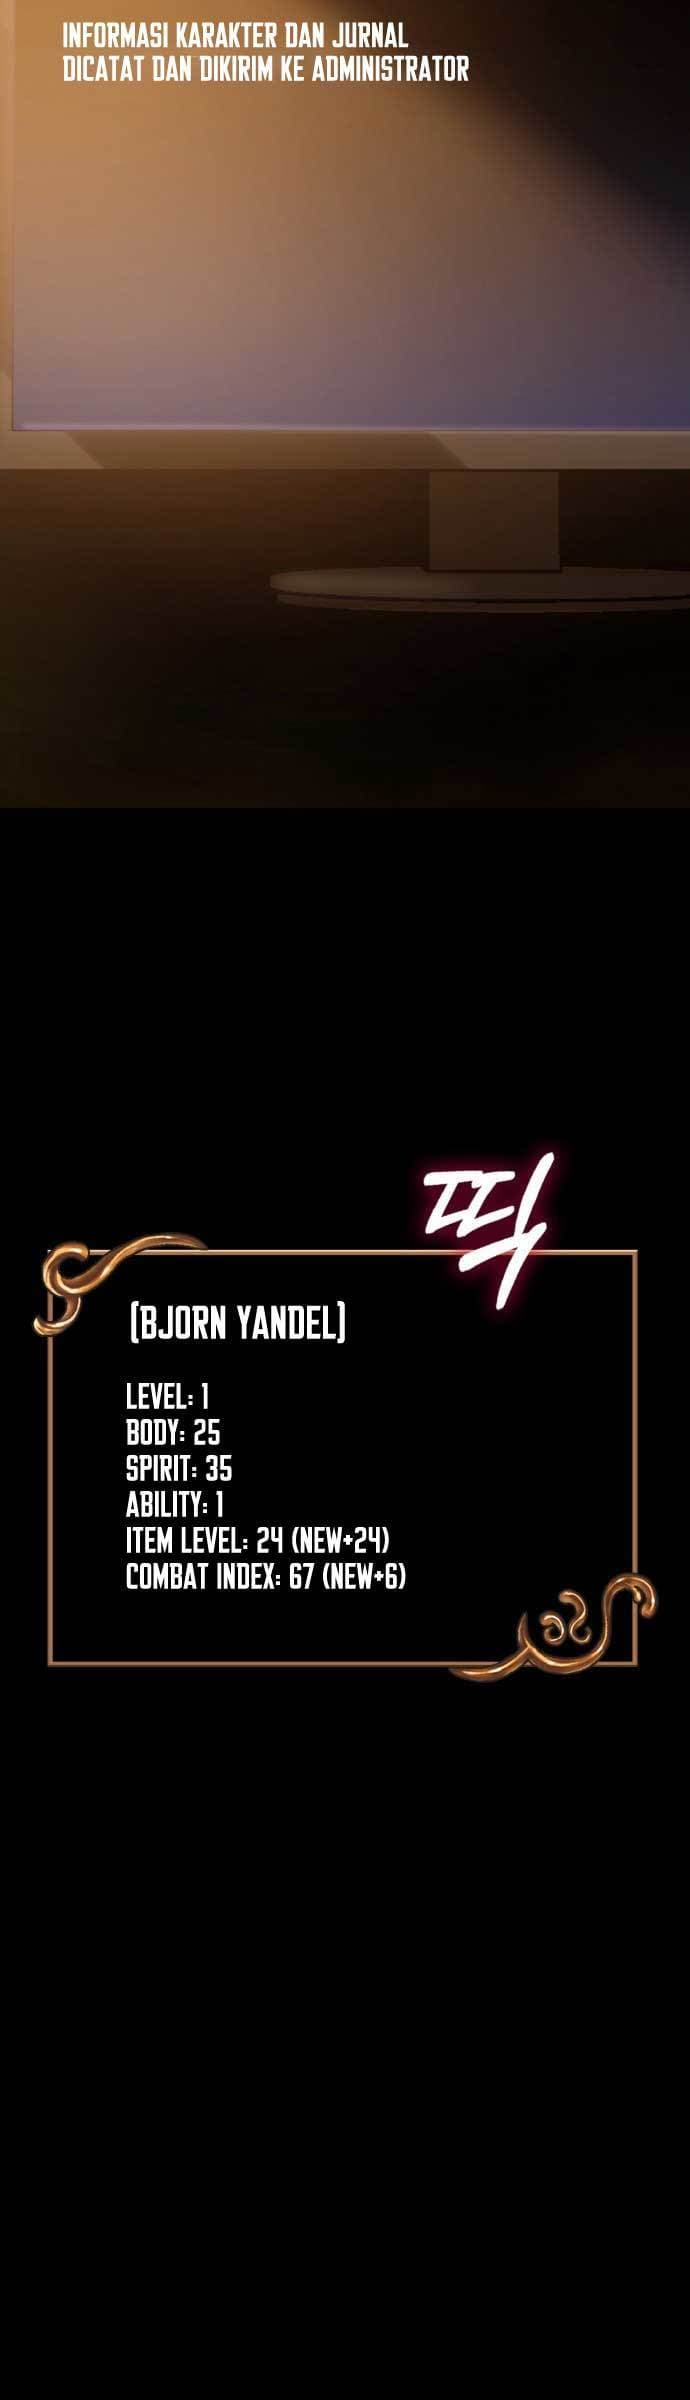 INFORMASI KARAKTER DAN JURNAL
DICATAT DAN DIKIRIM KE ADMINISTRATOR
띡
[BJORN YANDEL]
LEVEL: 1
BODY: 25
SPIRIT: 35
ABILITY: 1
ITEM LEVEL: 24 (NEW+24)
COMBAT INDEX: 67 (NEW+6)